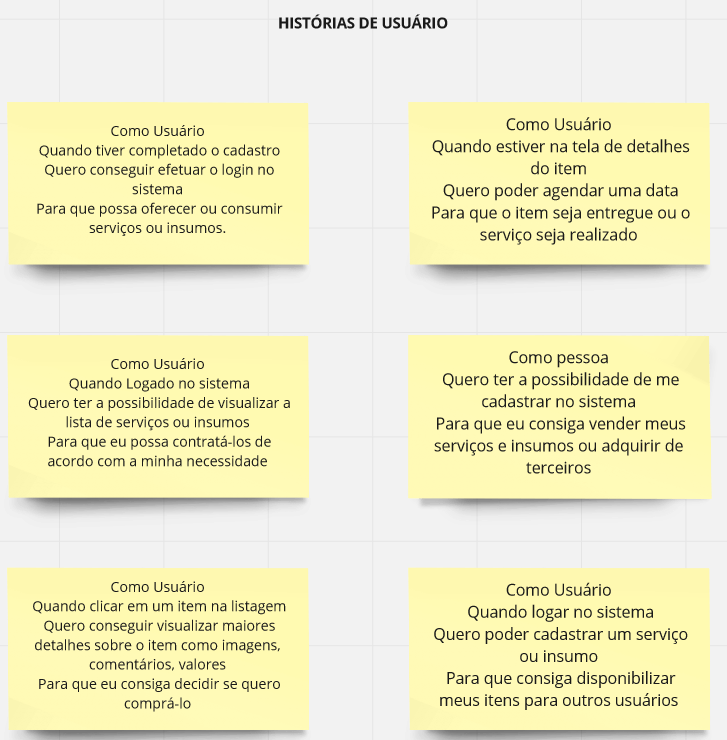 HISTÓRIAS DE USUÁRIO
Como Usuário
Quando tiver completado o cadastro
Quero conseguir efetuar o login no
sistema
Para que possa oferecer ou consumir
serviços ou insumos.
Como Usuário
Quando estiver na tela de detalhes
do item
Quero poder agendar uma data
Para que o item seja entregue ou o
serviço seja realizado
Como Usuário
Quando Logado no sistema
Quero ter a possibilidade de visualizar a
lista de serviços ou insumos
Para que eu possa contratá-los de
acordo com a minha necessidade
Como pessoa
Quero ter a possibilidade de me
cadastrar no sistema
Para que eu consiga vender meus
serviços e insumos ou adquirir de
terceiros
Como Usuário
Quando clicar em um item na listagem
Quero conseguir visualizar maiores
detalhes sobre o item como imagens,
comentários, valores
Para que eu consiga decidir se quero
comprá-lo
Como Usuário
Quando logar no sistema
Quero poder cadastrar um serviço
ou insumo
Para que consiga disponibilizar
meus itens para outros usuários